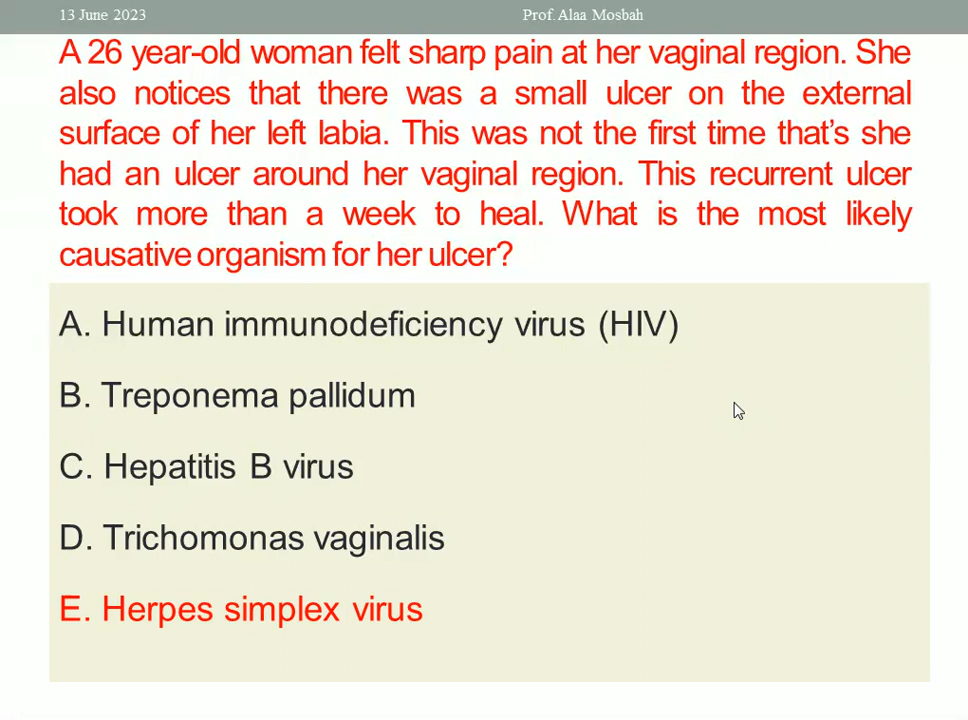 13 June 2023 Prof. Alaa Mosbah
A 26 year-old woman felt sharp pain at her vaginal region. She
also notices that there was a small ulcer on the external
surface of her left labia. This was not the first time that’s she
had an ulcer around her vaginal region. This recurrent ulcer
took more than a week to heal. What is the most likely
causative organism for her ulcer?
A. Human immunodeficiency virus (HIV)
B. Treponema pallidum
C. Hepatitis B virus
D. Trichomonas vaginalis
E. Herpes simplex virus